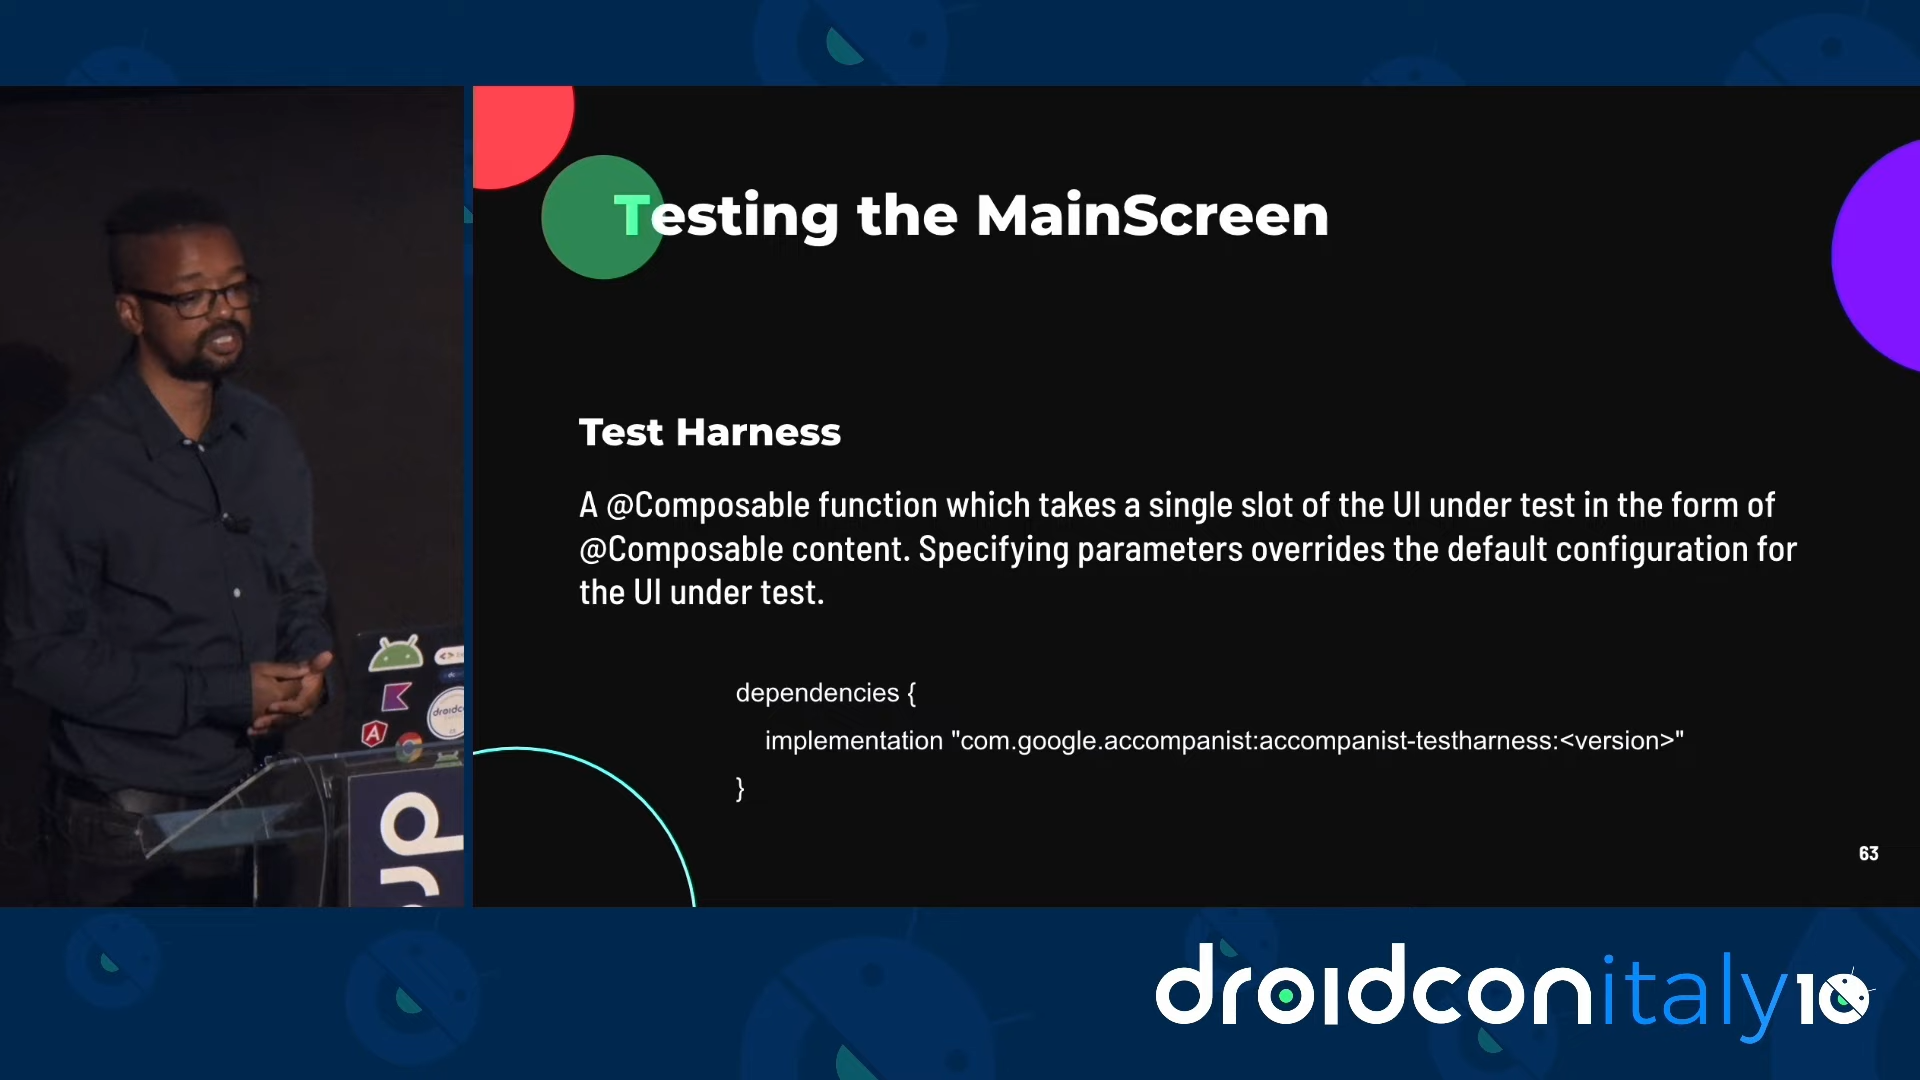 Testing the MainScreen
Test Harness
A @Composable function which takes a single slot of the UI under test in the form of
@Composable content. Specifying parameters overrides the default configuration for
the UI under test.
dependencies {
implementation "com.google.accompanist:accompanist-testharness:<version>"
}
63
droidconitaly10